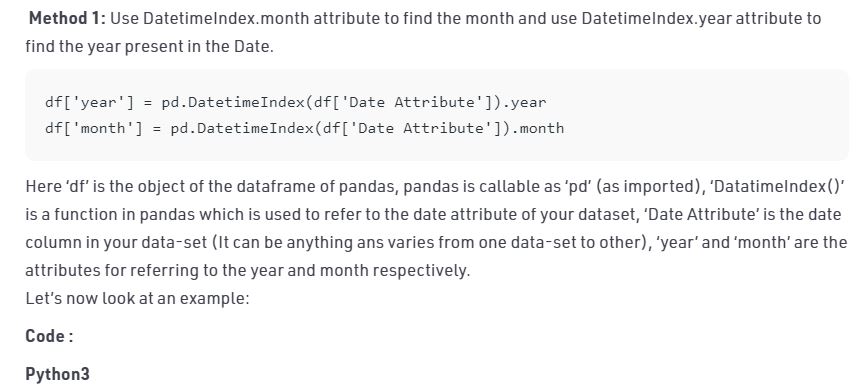 Method 1: Use DatetimeIndex.month attribute to find the month and use DatetimeIndex.year attribute to
find the year present in the Date.
df['year'] = pd.DatetimeIndex(df['Date Attribute']).year
df['month'] = pd.DatetimeIndex(df['Date Attribute']).month
Here ‘df’ is the object of the dataframe of pandas, pandas is callable as ‘pd’ (as imported), ‘DatatimeIndex()’
is a function in pandas which is used to refer to the date attribute of your dataset, ‘Date Attribute’ is the date
column in your data-set (It can be anything ans varies from one data-set to other), ‘year’ and ‘month’ are the
attributes for referring to the year and month respectively.
Let’s now look at an example:
Code :
Python3